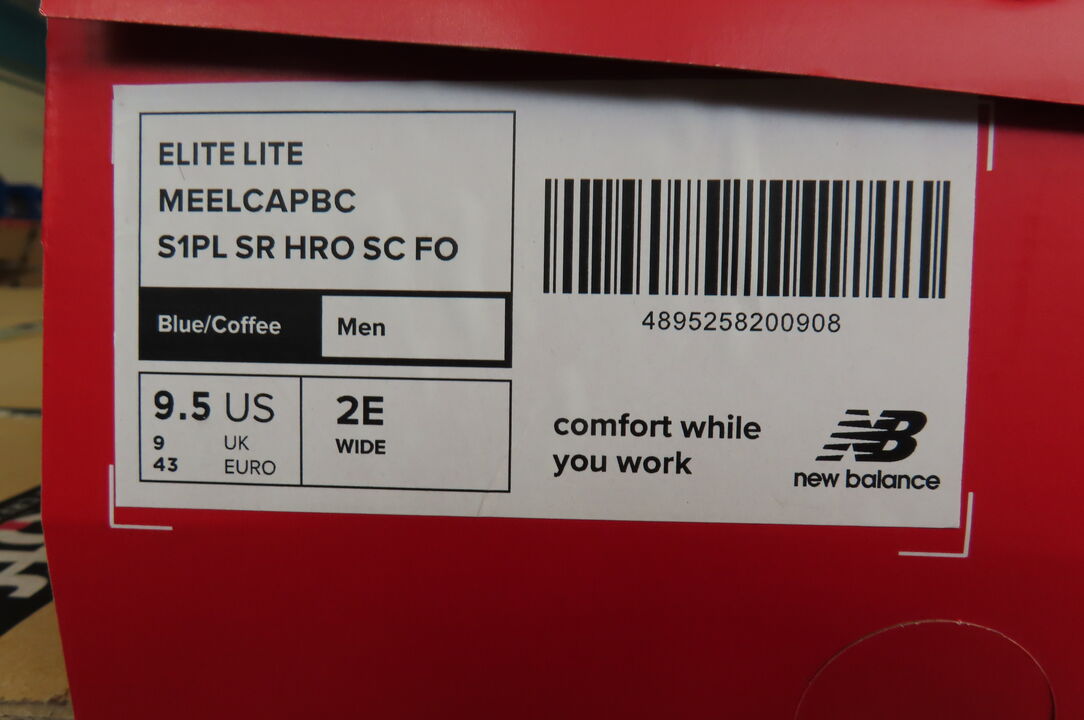 ELITE LITE
MEELCAPBC
S1PL SR HRO SC FO
Blue/Coffee
Men
9.5 US
9 UK
43 EURO
2E
WIDE
4895258200908
comfort while
you work
NB
new balance